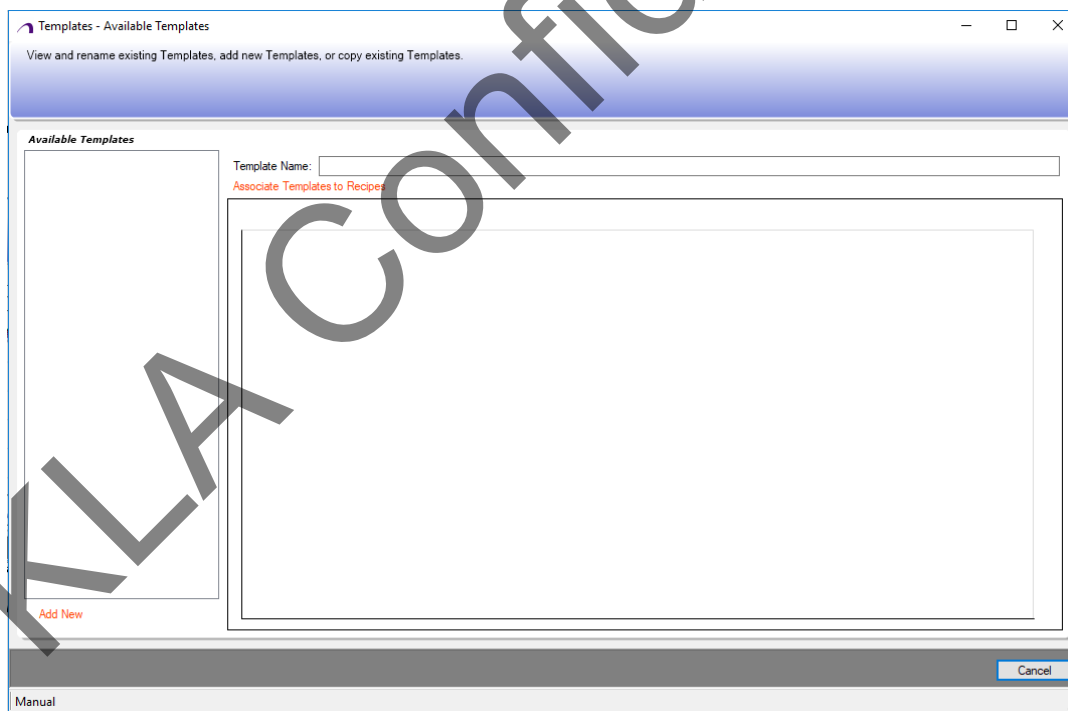 Templates - Available Templates
View and rename existing Templates, add new Templates, or copy existing Templates.
Available Templates
Template Name:
Associate Templates to Recipes
Add New
Cancel
Manual
KLA Confi